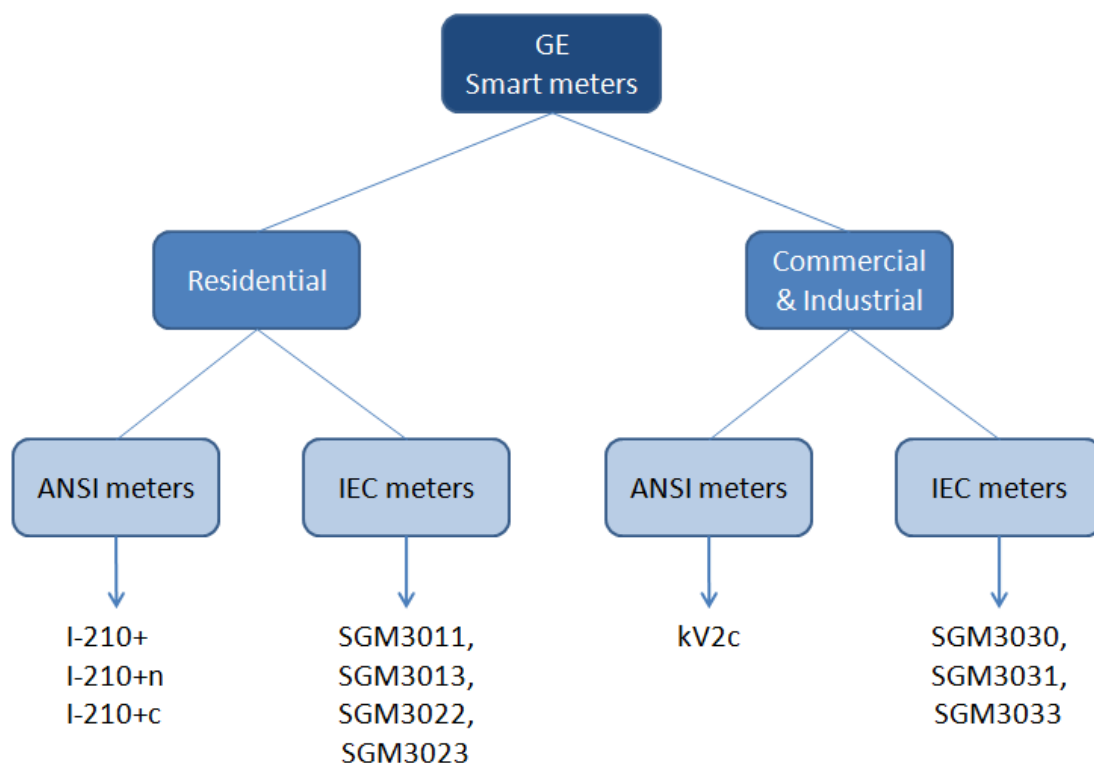 GE
Smart meters
Residential
Commercial
& Industrial
ANSI meters
IEC meters
ANSI meters
IEC meters
I-210+
I-210+n
I-210+c
SGM3011,
SGM3013,
SGM3022,
SGM3023
kV2c
SGM3030,
SGM3031,
SGM3033